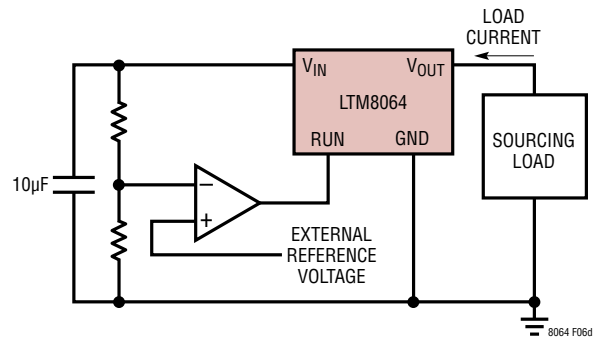 LOAD
CURRENT
VIN
VOUT
LTM8064
RUN
GND
SOURCING
LOAD
10µF
–
+
EXTERNAL
REFERENCE
VOLTAGE
8064 F06d